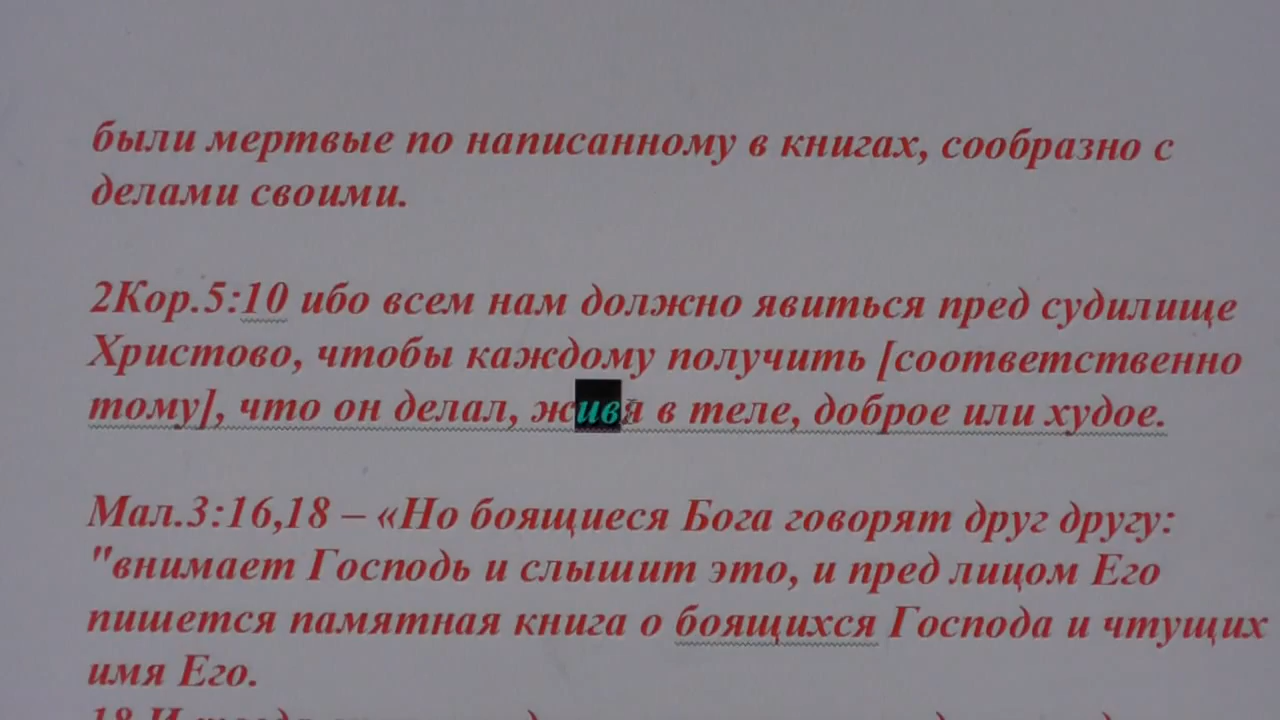 были мертвые по написанному в книгах, сообразно с
делами своими.
2Кор.5:10 ибо всем нам должно явиться пред судилище
Христово, чтобы каждому получить [соответственно
тому], что он делал, живя в теле, доброе или худое.
Мал.3:16,18 – «Но боящиеся Бога говорят друг другу:
"внимает Господь и слышит это, и пред лицом Его
пишется памятная книга о боящихся Господа и чтущих
имя Его.
18 И